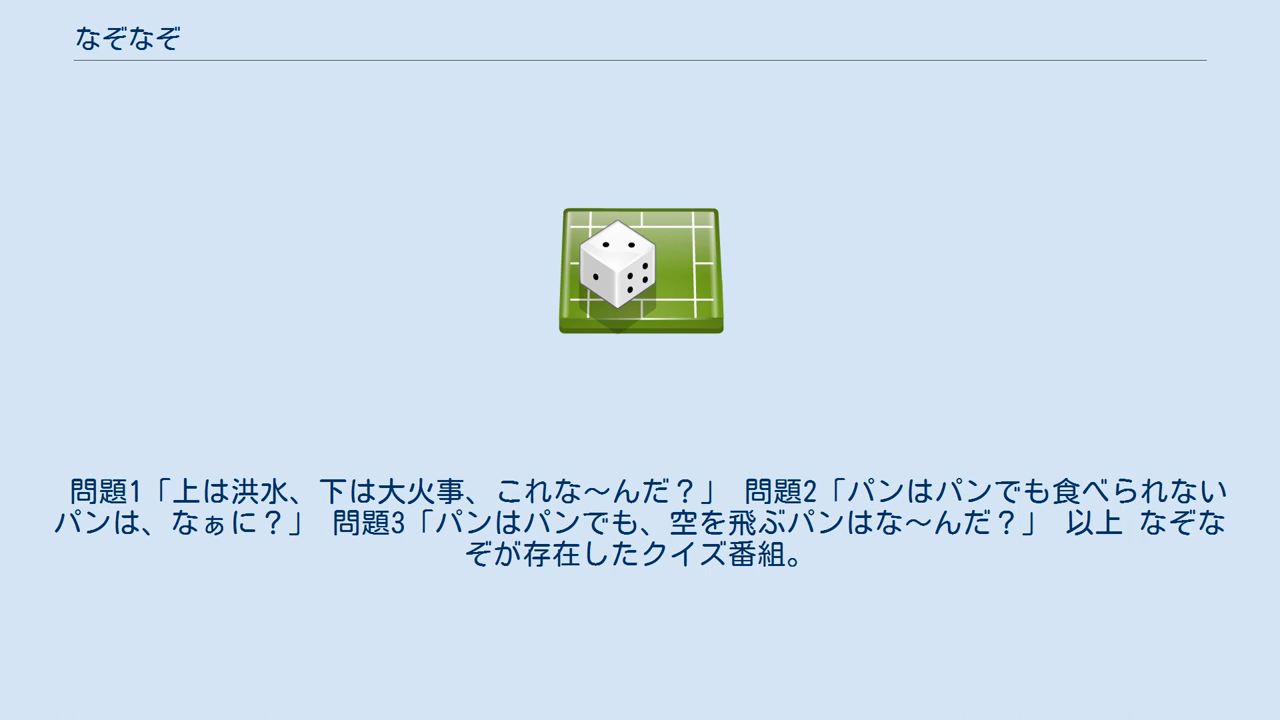 なぞなぞ
問題1「上は洪水、下は大火事、これな～んだ？」 問題2「パンはパンでも食べられない
パンは、なぁに？」 問題3「パンはパンでも、空を飛ぶパンはな～んだ？」 以上 なぞな
ぞが存在したクイズ番組。